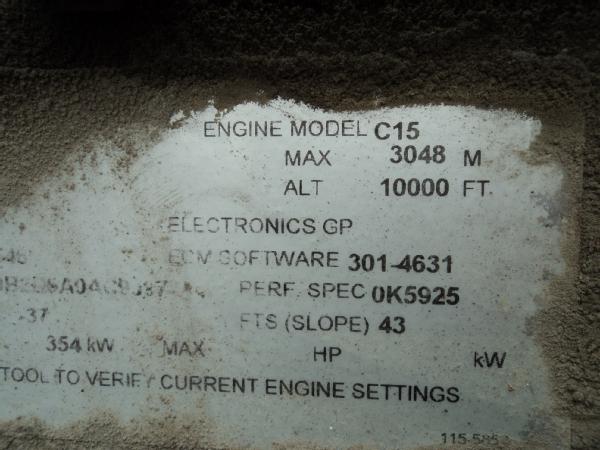 ENGINE MODEL C15
MAX 3048 M
ALT 10000 FT.
ELECTRONICS GP
ECM SOFTWARE 301-4631
PERF. SPEC 0K5925
FTS (SLOPE) 43
37
354 kW MAX HP kW
TOOL TO VERIFY CURRENT ENGINE SETTINGS